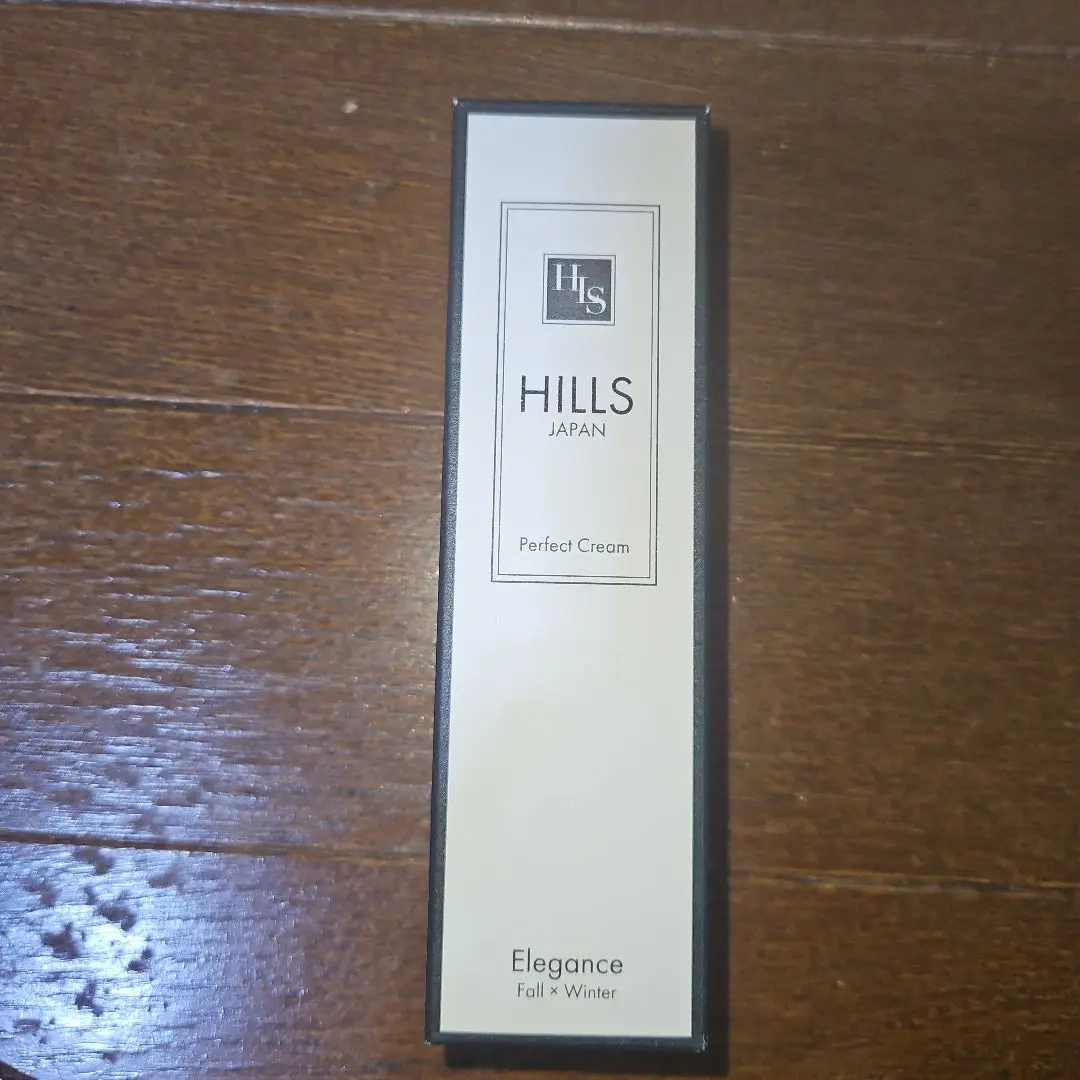 HLS
HILLS
JAPAN
Perfect Cream
Elegance
Fall × Winter